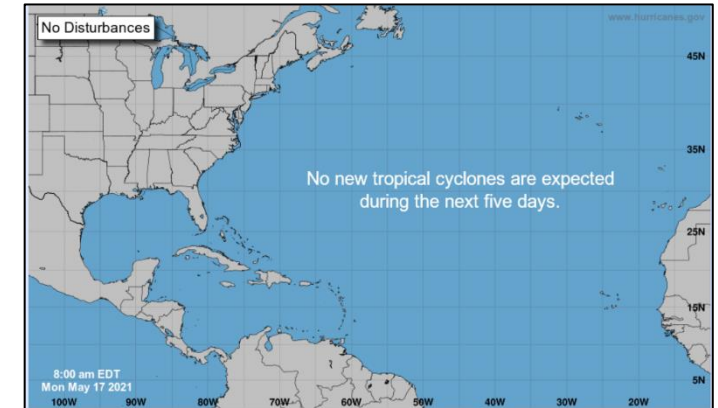 No Disturbances
www.hurricanes.gov
45N
35N
No new tropical cyclones are expected
during the next five days.
25N
15N
8:00 am EDT
Mon May 17 2021
5N
100W 90W 80W 70W 60W 50W 40W 30W 20W